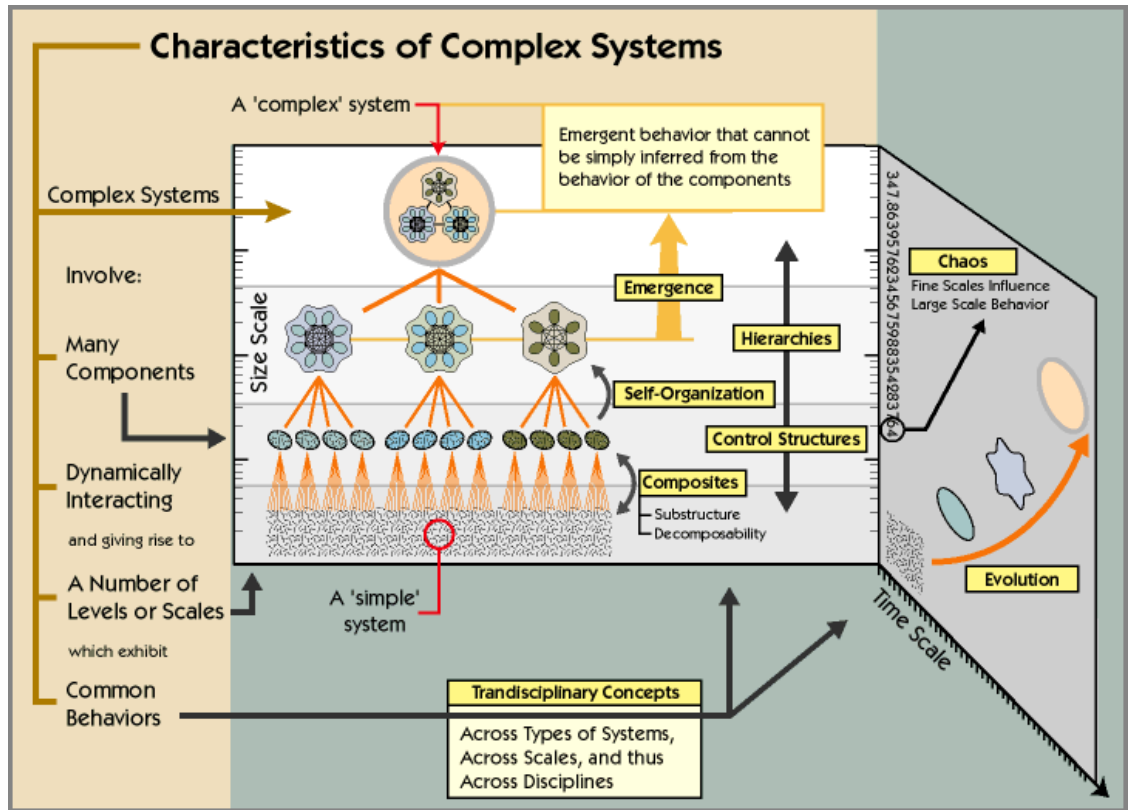 Characteristics of Complex Systems
A 'complex' system
Emergent behavior that cannot
be simply inferred from the
behavior of the components
Complex Systems
Involve:
Many
Components
Dynamically
Interacting
and giving rise to
A Number of
Levels or Scales
which exhibit
Common
Behaviors
Size Scale
Emergence
Hierarchies
Self-Organization
Control Structures
Composites
Substructure
Decomposability
A 'simple'
system
347.86395762345675988354283764
Chaos
Fine Scales Influence
Large Scale Behavior
Evolution
Time Scale
Trandisciplinary Concepts
Across Types of Systems,
Across Scales, and thus
Across Disciplines